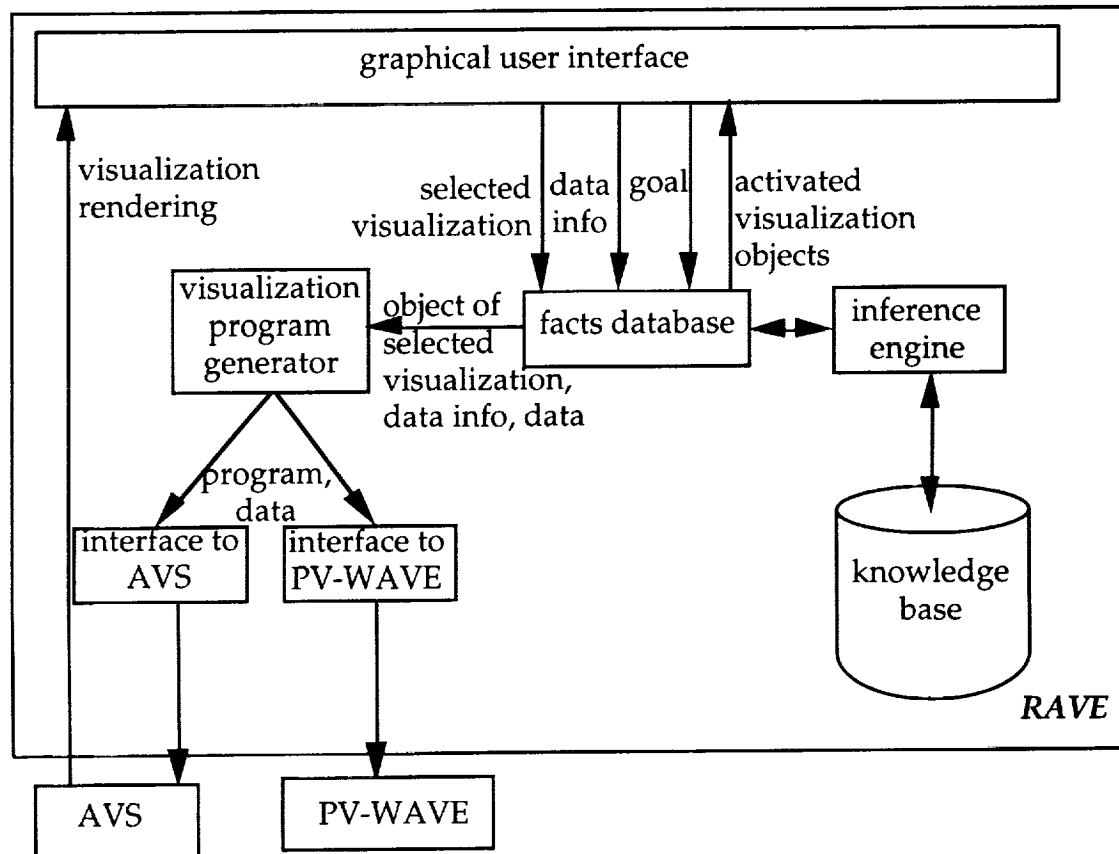 graphical user interface
visualization
rendering
selected
visualization
data
info
goal
activated
visualization
objects
visualization
program
generator
object of
selected
visualization,
data info, data
facts database
inference
engine
program,
data
interface to
AVS
interface to
PV-WAVE
knowledge
base
RAVE
AVS
PV-WAVE